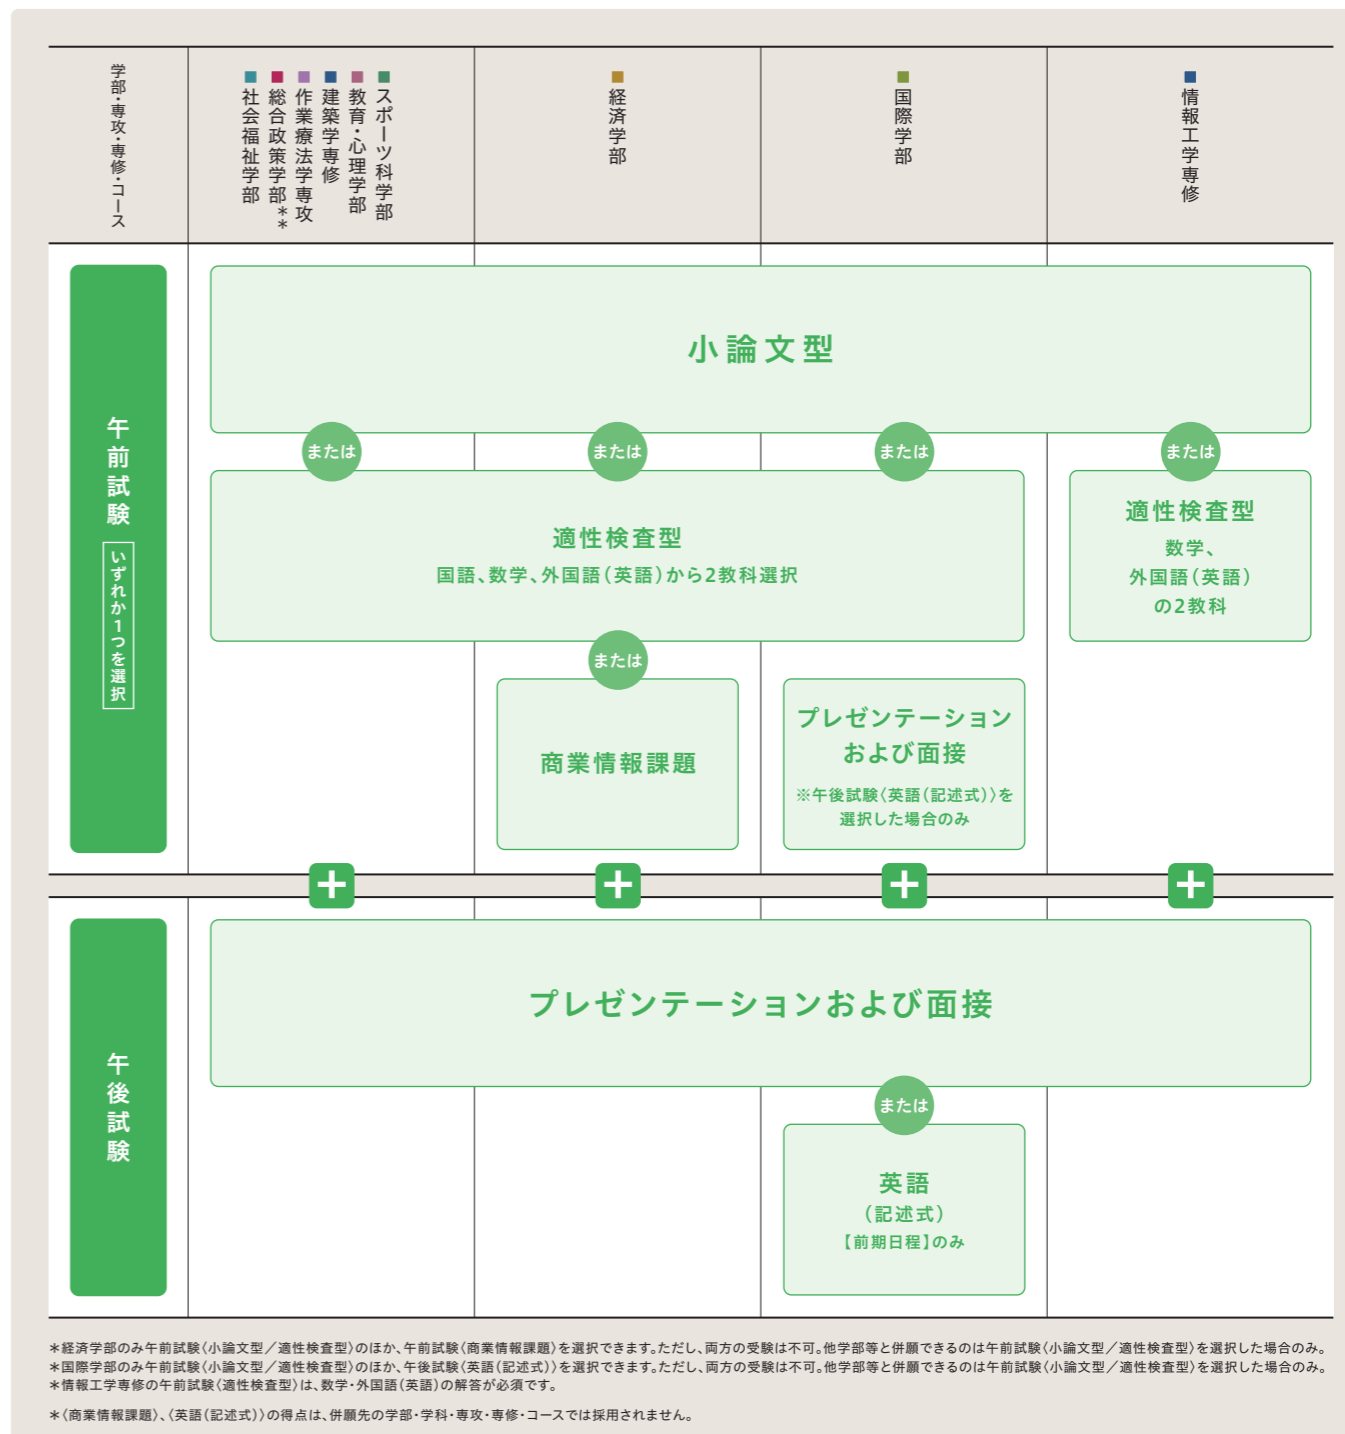 学部・専攻・専修・コース
■社会福祉学部
■総合政策学部＊＊
■作業療法学専攻
■建築学専修
■教育・心理学部
■スポーツ科学部
■経済学部
■国際学部
■情報工学専修
午前試験
いずれか1つを選択
小論文型
または
または
または
または
適性検査型
国語、数学、外国語（英語）から2教科選択
適性検査型
数学、
外国語（英語）
の2教科
または
商業情報課題
プレゼンテーション
および面接
※午後試験〈英語（記述式）〉を
選択した場合のみ
＋
＋
＋
＋
午後試験
プレゼンテーションおよび面接
または
英語
（記述式）
【前期日程】のみ
＊経済学部のみ午前試験〈小論文型／適性検査型〉のほか、午前試験〈商業情報課題〉を選択できます。ただし、両方の受験は不可。他学部等と併願できるのは午前試験〈小論文型／適性検査型〉を選択した場合のみ。
＊国際学部のみ午前試験〈小論文型／適性検査型〉のほか、午後試験〈英語（記述式）〉を選択できます。ただし、両方の受験は不可。他学部等と併願できるのは午前試験〈小論文型／適性検査型〉を選択した場合のみ。
＊情報工学専修の午前試験〈適性検査型〉は、数学・外国語（英語）の解答が必須です。
＊〈商業情報課題〉、〈英語（記述式）〉の得点は、併願先の学部・学科・専攻・専修・コースでは採用されません。